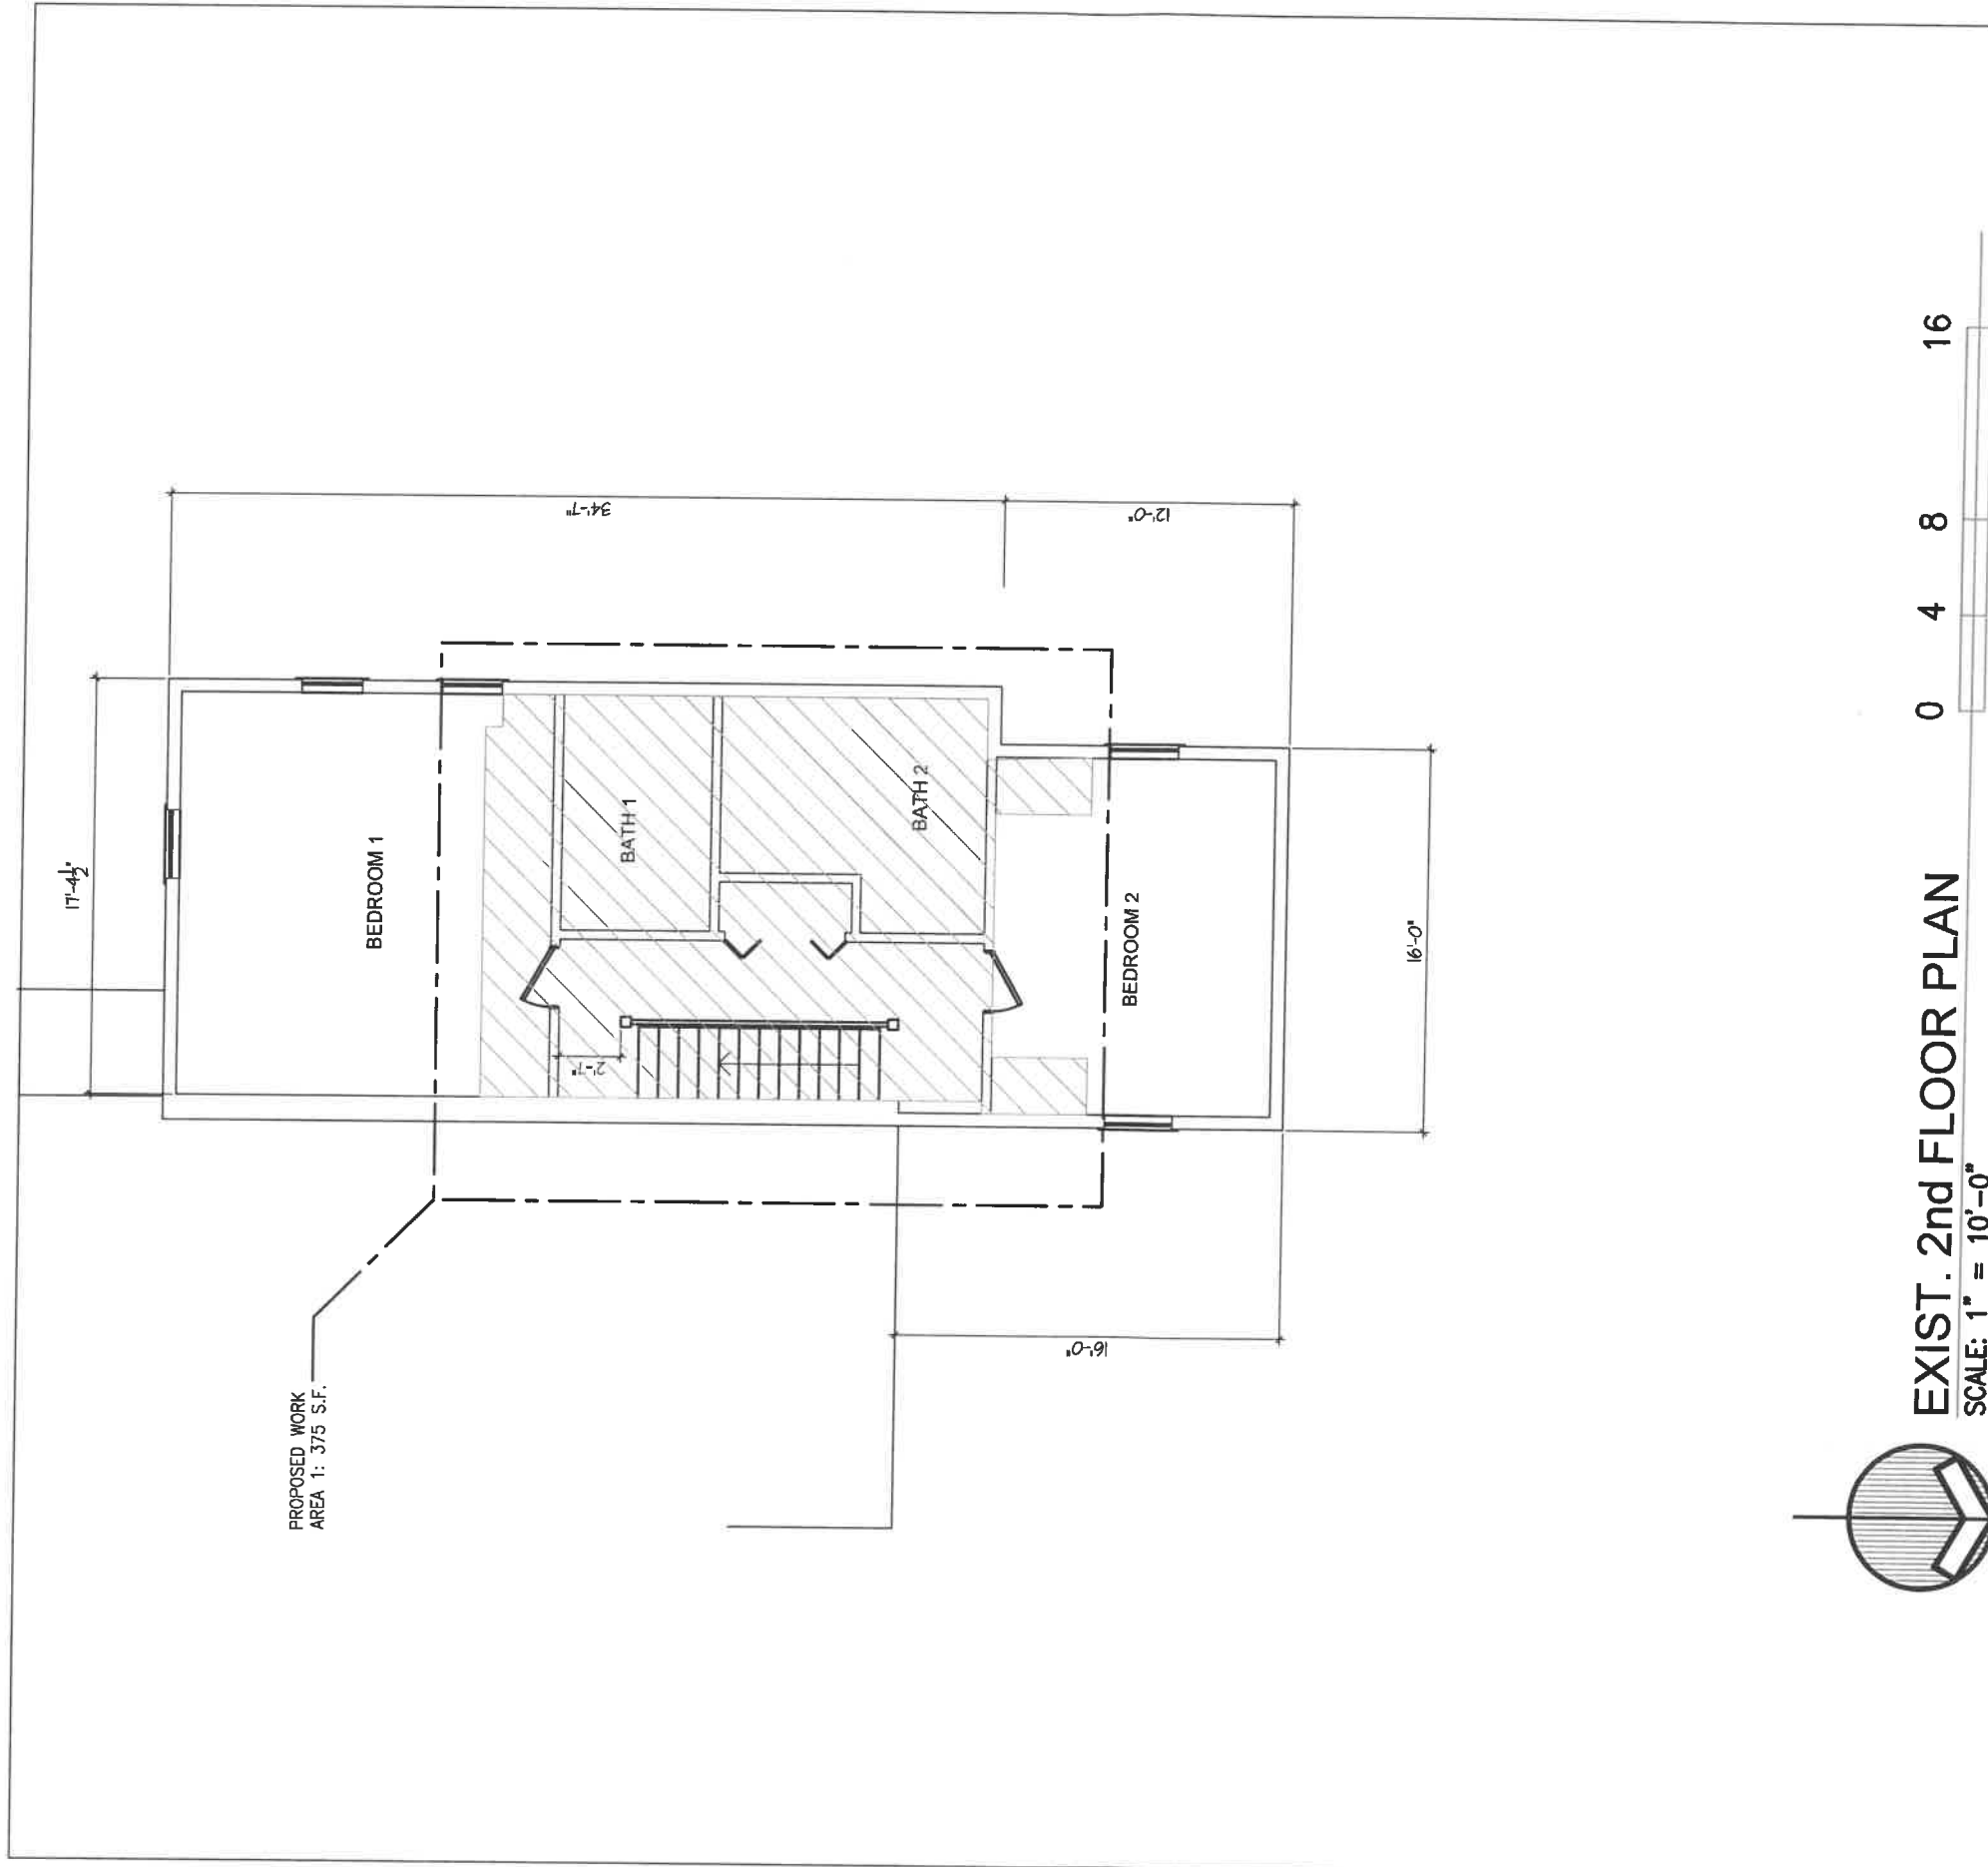 17'-4½"
34'-7"
12'-0"
BEDROOM 1
BATH 1
BATH 2
2'-7"
BEDROOM 2
16'-0"
16'-0"
PROPOSED WORK
AREA 1: 375 S.F.
EXIST. 2nd FLOOR PLAN
SCALE: 1" = 10'-0"
0 4 8 16